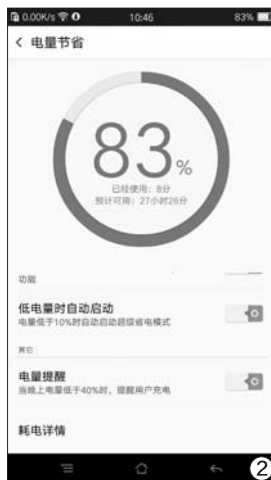 0.00K/s 10:46 83%
电量节省
83%
已经使用：8分
预计可用：27小时26分
功能
低电量时自动启动
电量低于10%时自动启动超级省电模式
其它
电量提醒
当晚上电量低于40%时，提醒用户充电
耗电详情
2